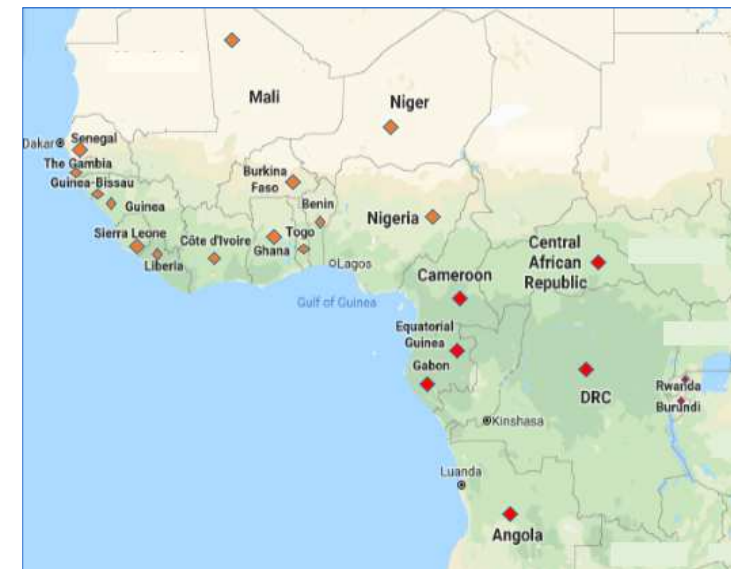 Mali
Niger
Dakar
Senegal
The Gambia
Guinea-Bissau
Guinea
Burkina
Faso
Benin
Nigeria
Sierra Leone
Côte d'Ivoire
Togo
Ghana
Liberia
Lagos
Central
African
Republic
Cameroon
Gulf of Guinea
Equatorial
Guinea
Gabon
DRC
Rwanda
Burundi
Kinshasa
Luanda
Angola